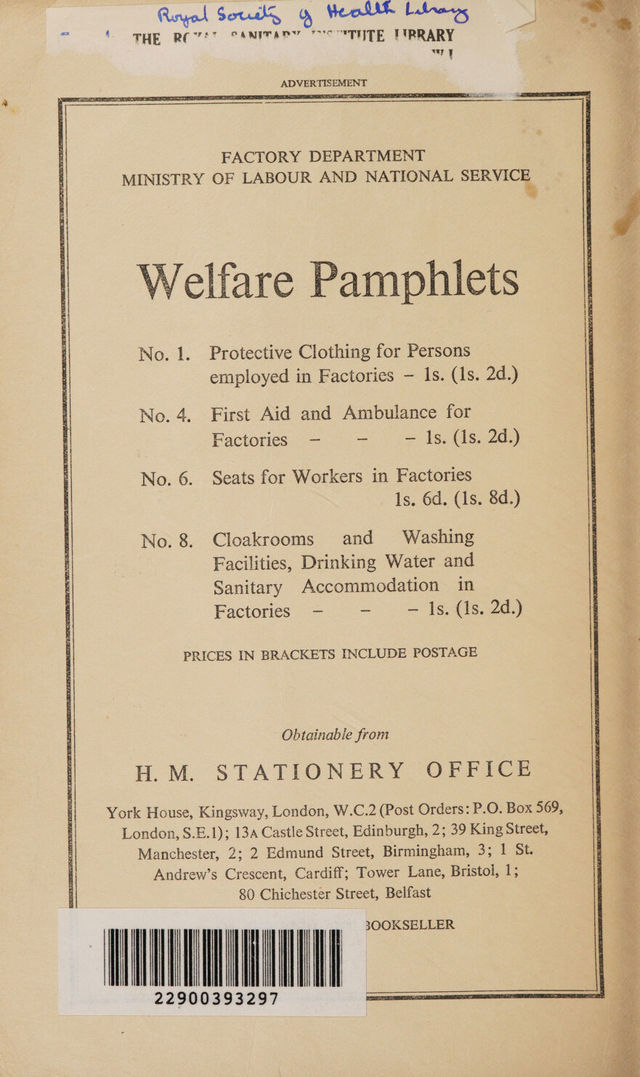 Royal Society of Health Library
THE SANITARY LIBRARY
ADVERTISEMENT
FACTORY DEPARTMENT
MINISTRY OF LABOUR AND NATIONAL SERVICE
Welfare Pamphlets
No. 1. Protective Clothing for Persons
employed in Factories – 1s. (1s. 2d.)
No. 4. First Aid and Ambulance for
Factories – – – 1s. (1s. 2d.)
No. 6. Seats for Workers in Factories
1s. 6d. (1s. 8d.)
No. 8. Cloakrooms and Washing
Facilities, Drinking Water and
Sanitary Accommodation in
Factories – – – 1s. (1s. 2d.)
PRICES IN BRACKETS INCLUDE POSTAGE
Obtainable from
H. M. STATIONERY OFFICE
York House, Kingsway, London, W.C.2 (Post Orders: P.O. Box 569,
London, S.E.1); 13A Castle Street, Edinburgh, 2; 39 King Street,
Manchester, 2; 2 Edmund Street, Birmingham, 3; 1 St.
Andrew's Crescent, Cardiff; Tower Lane, Bristol, 1;
80 Chichester Street, Belfast
BOOKSELLER
22900393297